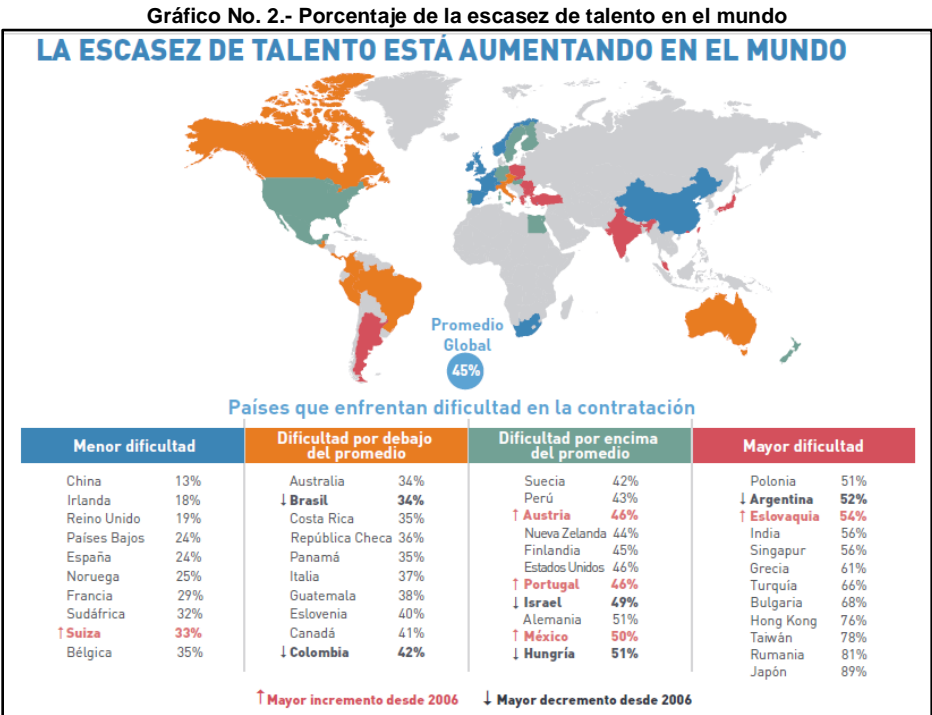 Gráfico No. 2.- Porcentaje de la escasez de talento en el mundo
LA ESCASEZ DE TALENTO ESTÁ AUMENTANDO EN EL MUNDO
Promedio
Global
45%
Países que enfrentan dificultad en la contratación
Menor dificultad
China 13%
Irlanda 18%
Reino Unido 19%
Países Bajos 24%
España 24%
Noruega 25%
Francia 29%
Sudáfrica 32%
↑ Suiza 33%
Bélgica 35%
Dificultad por debajo
del promedio
Australia 34%
↓ Brasil 34%
Costa Rica 35%
República Checa 36%
Panamá 35%
Italia 37%
Guatemala 38%
Eslovenia 40%
Canadá 41%
↓ Colombia 42%
Dificultad por encima
del promedio
Suecia 42%
Perú 43%
↑ Austria 46%
Nueva Zelanda 44%
Finlandia 45%
Estados Unidos 46%
↑ Portugal 46%
↓ Israel 49%
Alemania 51%
↑ México 50%
↓ Hungría 51%
Mayor dificultad
Polonia 51%
↓ Argentina 52%
↑ Eslovaquia 54%
India 56%
Singapur 56%
Grecia 61%
Turquía 66%
Bulgaria 68%
Hong Kong 76%
Taiwán 78%
Rumania 81%
Japón 89%
↑ Mayor incremento desde 2006 ↓ Mayor decremento desde 2006